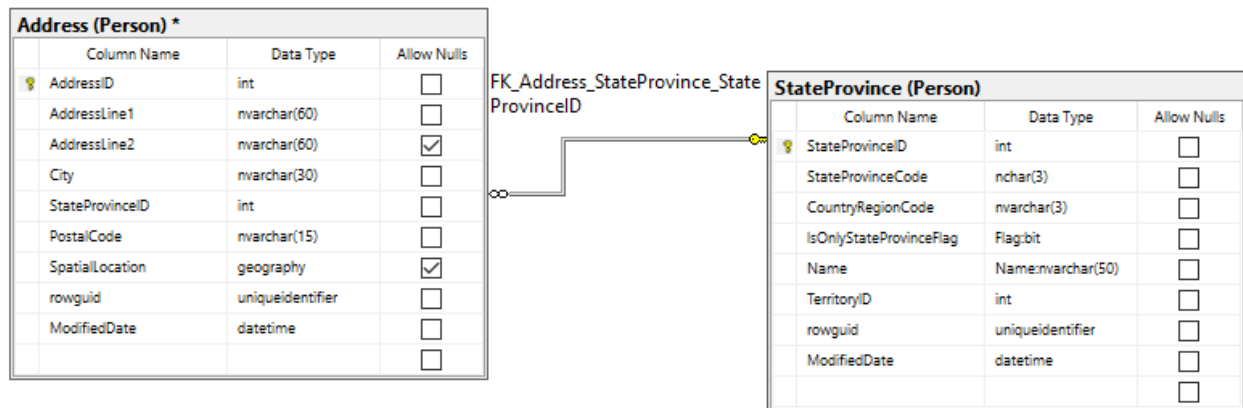 Address (Person) *
Column Name Data Type Allow Nulls
AddressID int
AddressLine1 nvarchar(60)
AddressLine2 nvarchar(60)
City nvarchar(30)
StateProvinceID int
PostalCode nvarchar(15)
SpatialLocation geography
rowguid uniqueidentifier
ModifiedDate datetime
FK_Address_StateProvince_State
ProvinceID
StateProvince (Person)
Column Name Data Type Allow Nulls
StateProvinceID int
StateProvinceCode nchar(3)
CountryRegionCode nvarchar(3)
IsOnlyStateProvinceFlag Flag:bit
Name Name:nvarchar(50)
TerritoryID int
rowguid uniqueidentifier
ModifiedDate datetime